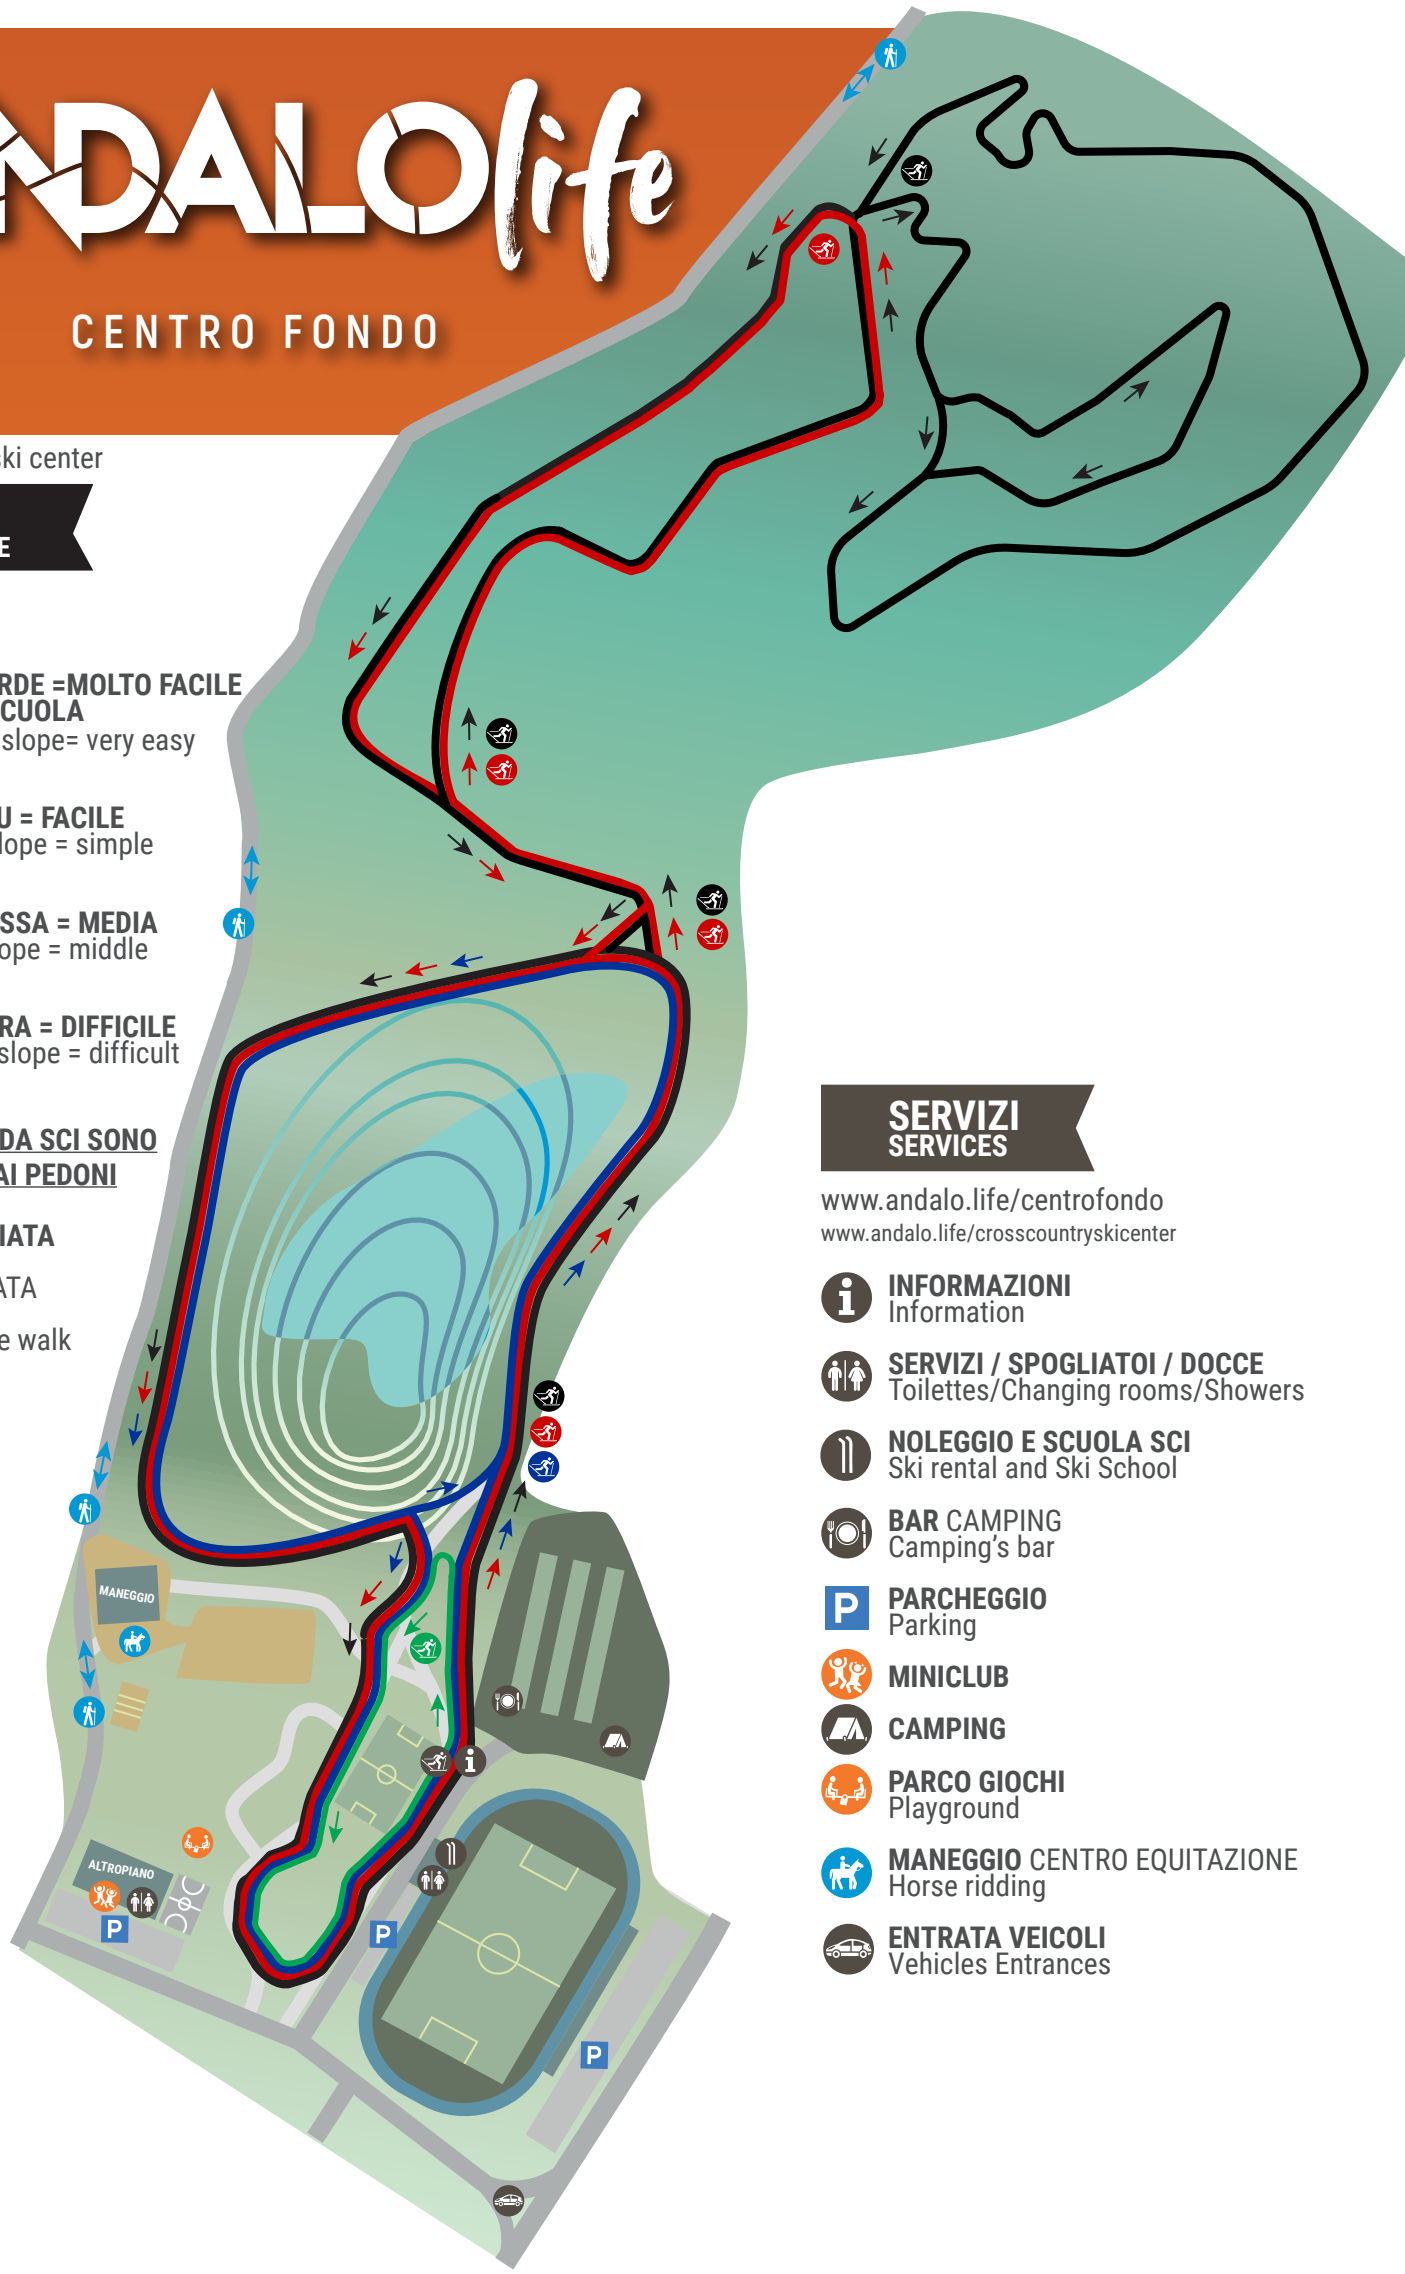 NDALOlife
CENTRO FONDO
ski center
E
RDE =MOLTO FACILE
CUOLA
slope= very easy
U = FACILE
lope = simple
SSA = MEDIA
ope = middle
RA = DIFFICILE
slope = difficult
DA SCI SONO
AI PEDONI
IATA
ATA
e walk
SERVIZI
SERVICES
www.andalo.life/centrofondo
www.andalo.life/crosscountryskicenter
i INFORMAZIONI
Information
SERVIZI / SPOGLIATOI / DOCCE
Toilettes/Changing rooms/Showers
NOLEGGIO E SCUOLA SCI
Ski rental and Ski School
BAR CAMPING
Camping's bar
P PARCHEGGIO
Parking
MINICLUB
CAMPING
PARCO GIOCHI
Playground
MANEGGIO CENTRO EQUITAZIONE
Horse ridding
ENTRATA VEICOLI
Vehicles Entrances
MANEGGIO
i
ALTROPIANO
P
P
P